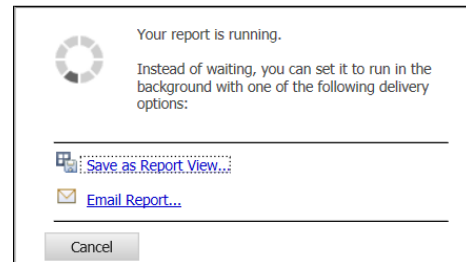 Your report is running.
Instead of waiting, you can set it to run in the
background with one of the following delivery
options:
Save as Report View...
Email Report...
Cancel